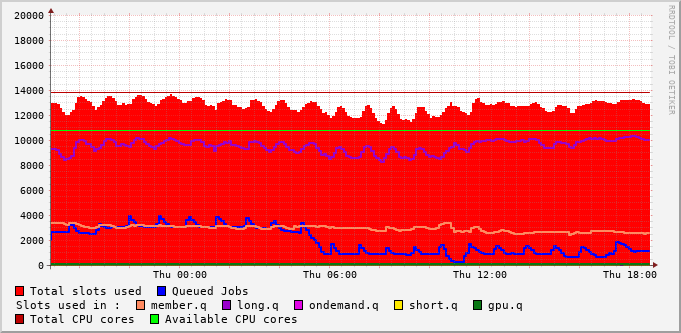 20000
18000
16000
14000
12000
10000
8000
6000
4000
2000
0
Thu 00:00 Thu 06:00 Thu 12:00 Thu 18:00
RRDTOOL / TOBI OETIKER
Total slots used Queued Jobs
Slots used in : member.q long.q ondemand.q short.q gpu.q
Total CPU cores Available CPU cores